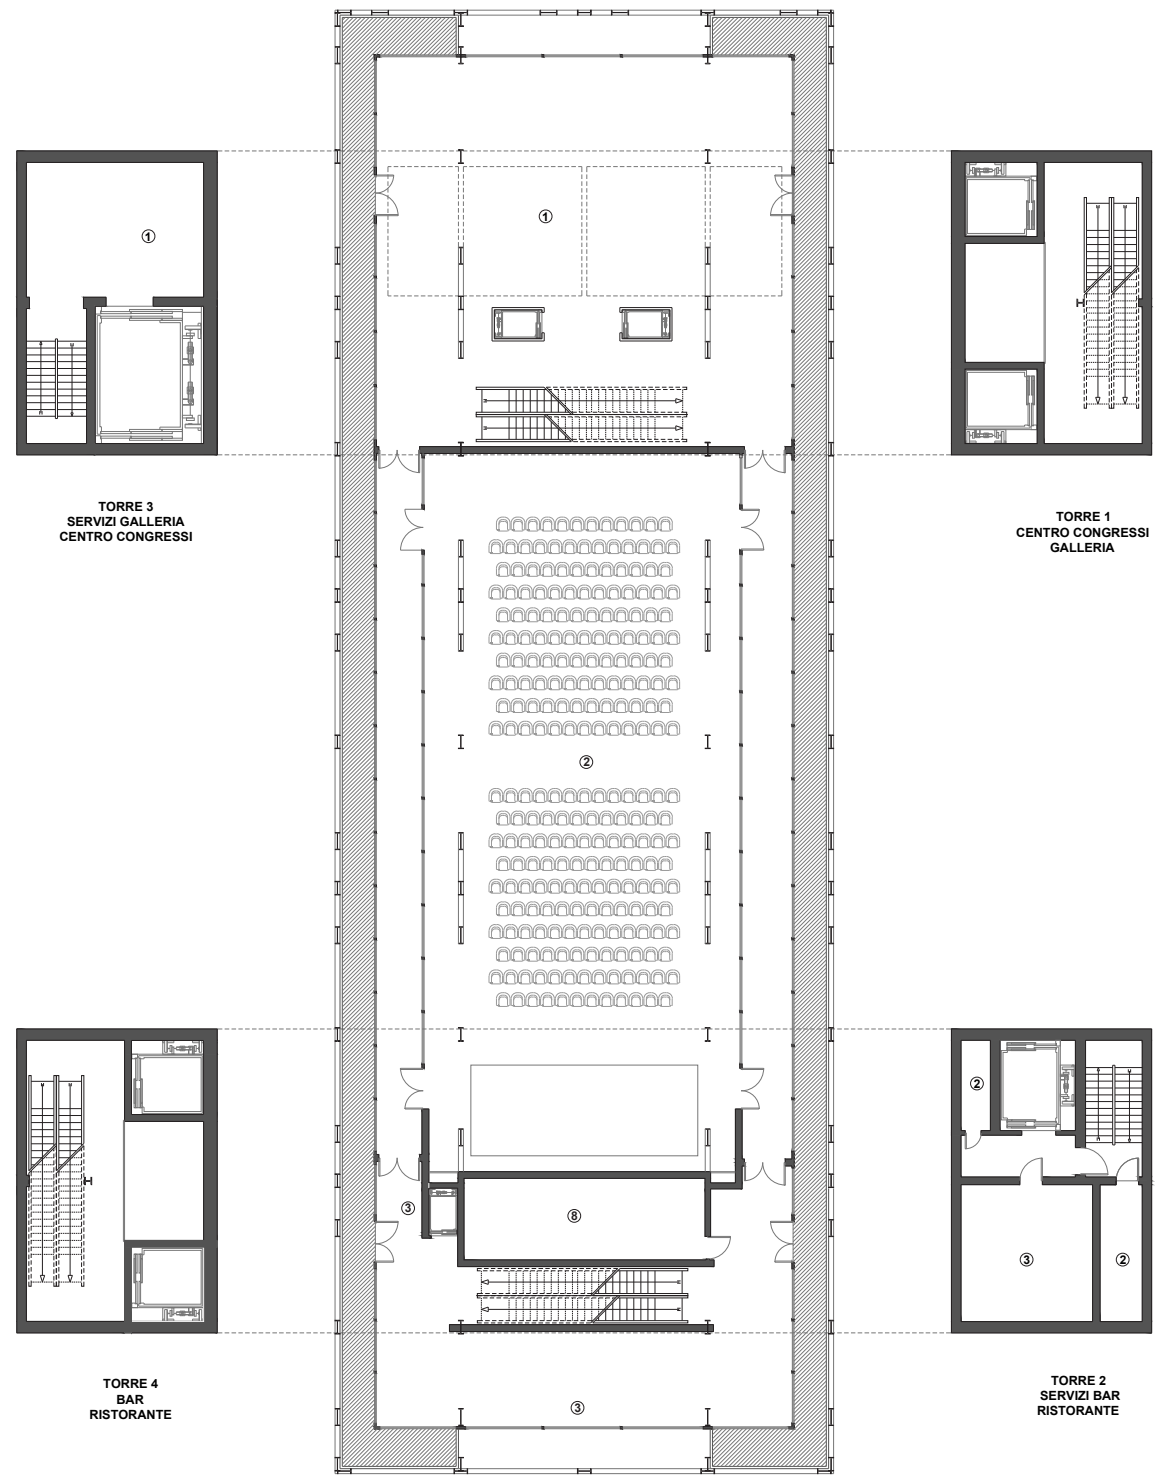 ①
①
TORRE 3
SERVIZI GALLERIA
CENTRO CONGRESSI
TORRE 1
CENTRO CONGRESSI
GALLERIA
②
②
③
⑧
③
②
③
TORRE 4
BAR
RISTORANTE
TORRE 2
SERVIZI BAR
RISTORANTE